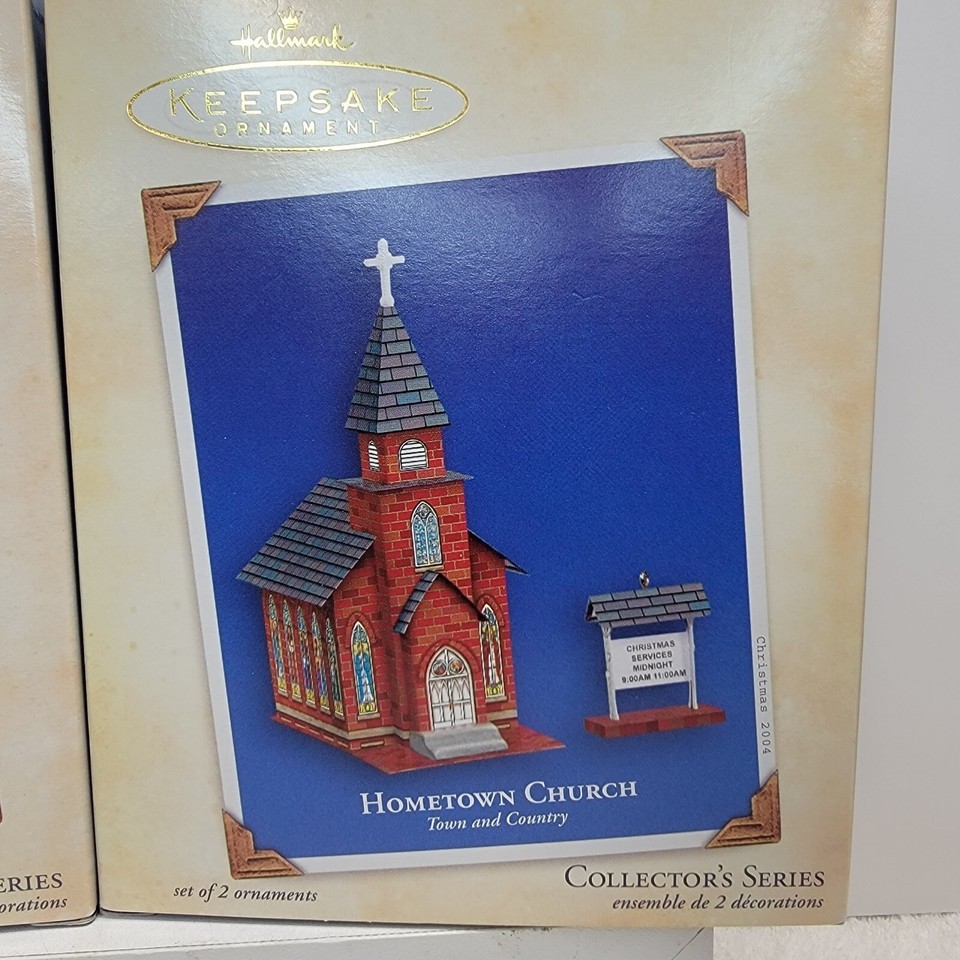 Hallmark
KEEPSAKE
ORNAMENT
CHRISTMAS
SERVICES
MIDNIGHT
9:00AM 11:00AM
Christmas 2004
HOMETOWN CHURCH
Town and Country
set of 2 ornaments
COLLECTOR'S SERIES
ensemble de 2 décorations
ERIES
orations